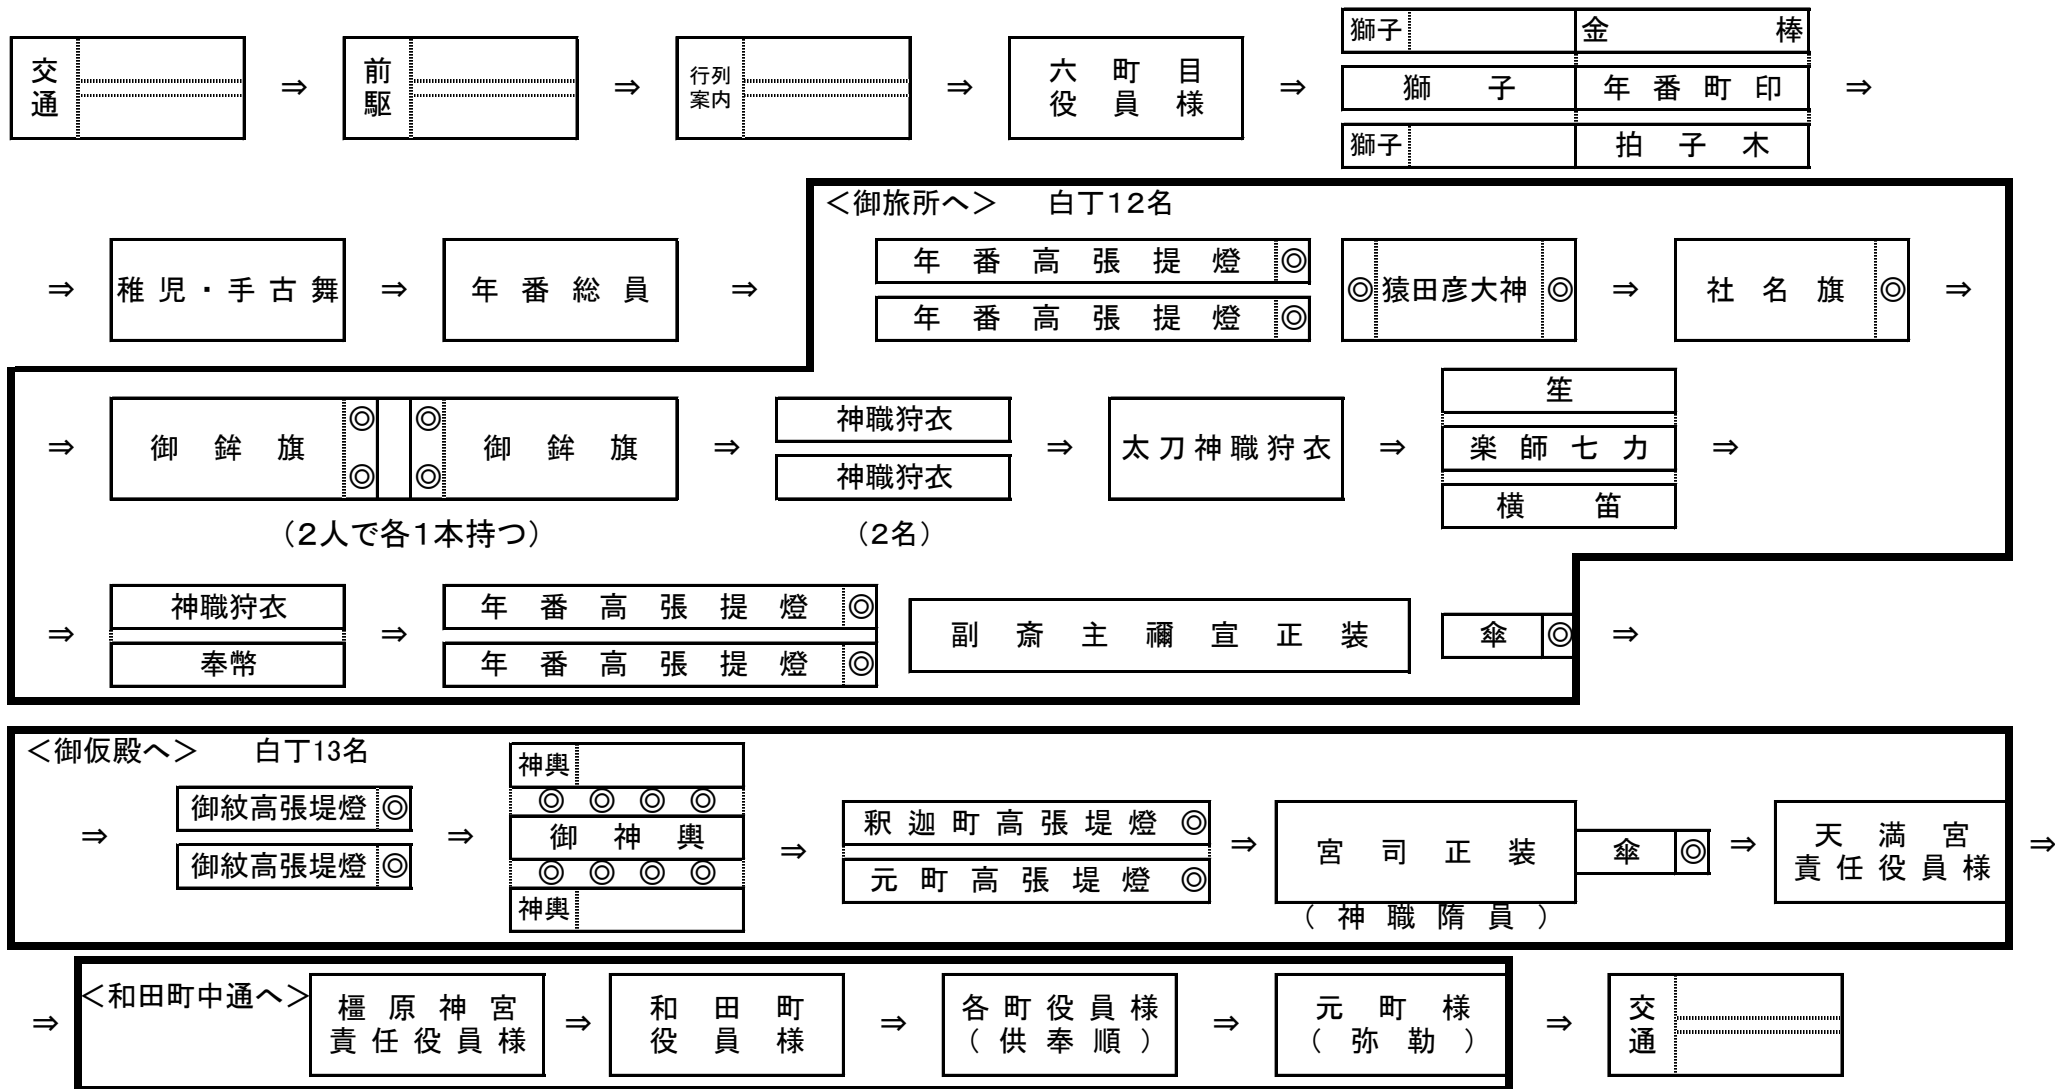 交通 ⇒ 前駆 ⇒ 行列案内 ⇒ 六町目役員様 ⇒
獅子 金棒
獅子 年番町印 ⇒
獅子 拍子木
<御旅所へ> 白丁12名
⇒ 稚児・手古舞 ⇒ 年番総員 ⇒
年番高張提燈 ◎
年番高張提燈 ◎
◎ 猿田彦大神 ◎ ⇒ 社名旗 ◎ ⇒
⇒ 御鉾旗 ◎ ◎ ◎ ◎ 御鉾旗 ⇒
(2人で各1本持つ)
神職狩衣
神職狩衣
(2名)
⇒ 太刀神職狩衣 ⇒
笙
楽師七力 ⇒
横笛
⇒ 神職狩衣
奉幣
⇒ 年番高張提燈 ◎
年番高張提燈 ◎
副斎主禰宣正装
傘 ◎ ⇒
<御仮殿へ> 白丁13名
⇒ 御紋高張堤燈 ◎
御紋高張堤燈 ◎
⇒ 神輿
◎ ◎ ◎ ◎
御神輿
◎ ◎ ◎ ◎
神輿
⇒ 釈迦町高張堤燈 ◎
元町高張堤燈 ◎
⇒ 宮司正装 傘 ◎ ⇒
(神職隋員)
天満宮
責任役員様 ⇒
⇒ <和田町中通へ>
橿原神宮
責任役員様
⇒ 和田町
役員様
⇒ 各町役員様
(供奉順)
⇒ 元町様
(弥勒)
⇒ 交通